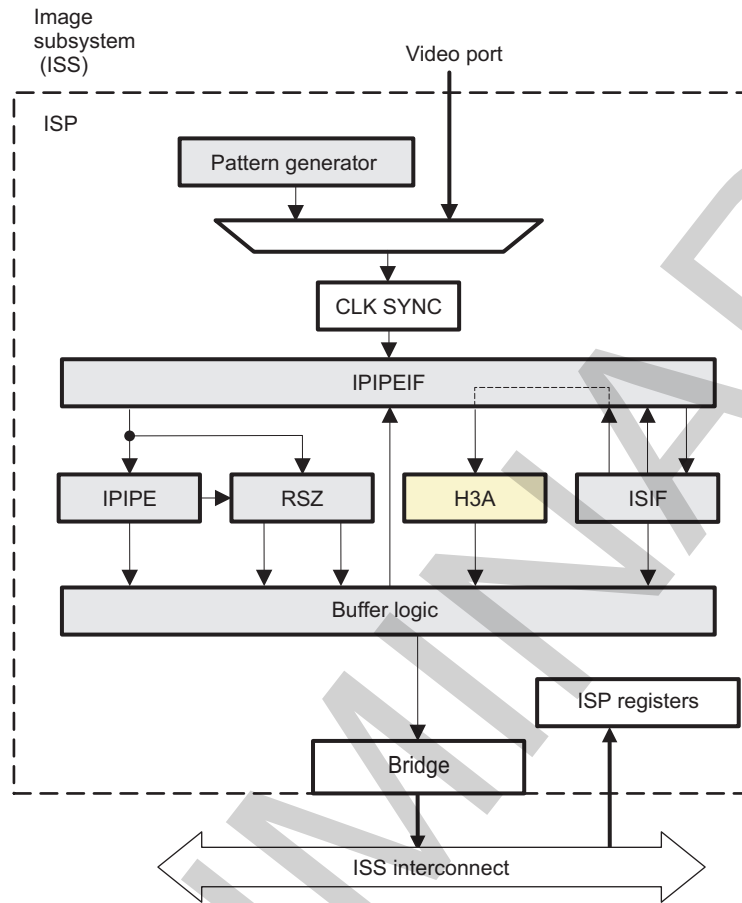 Image
subsystem
(ISS)
Video port
ISP
Pattern generator
CLK SYNC
IPIPEIF
IPIPE
RSZ
H3A
ISIF
Buffer logic
ISP registers
Bridge
ISS interconnect